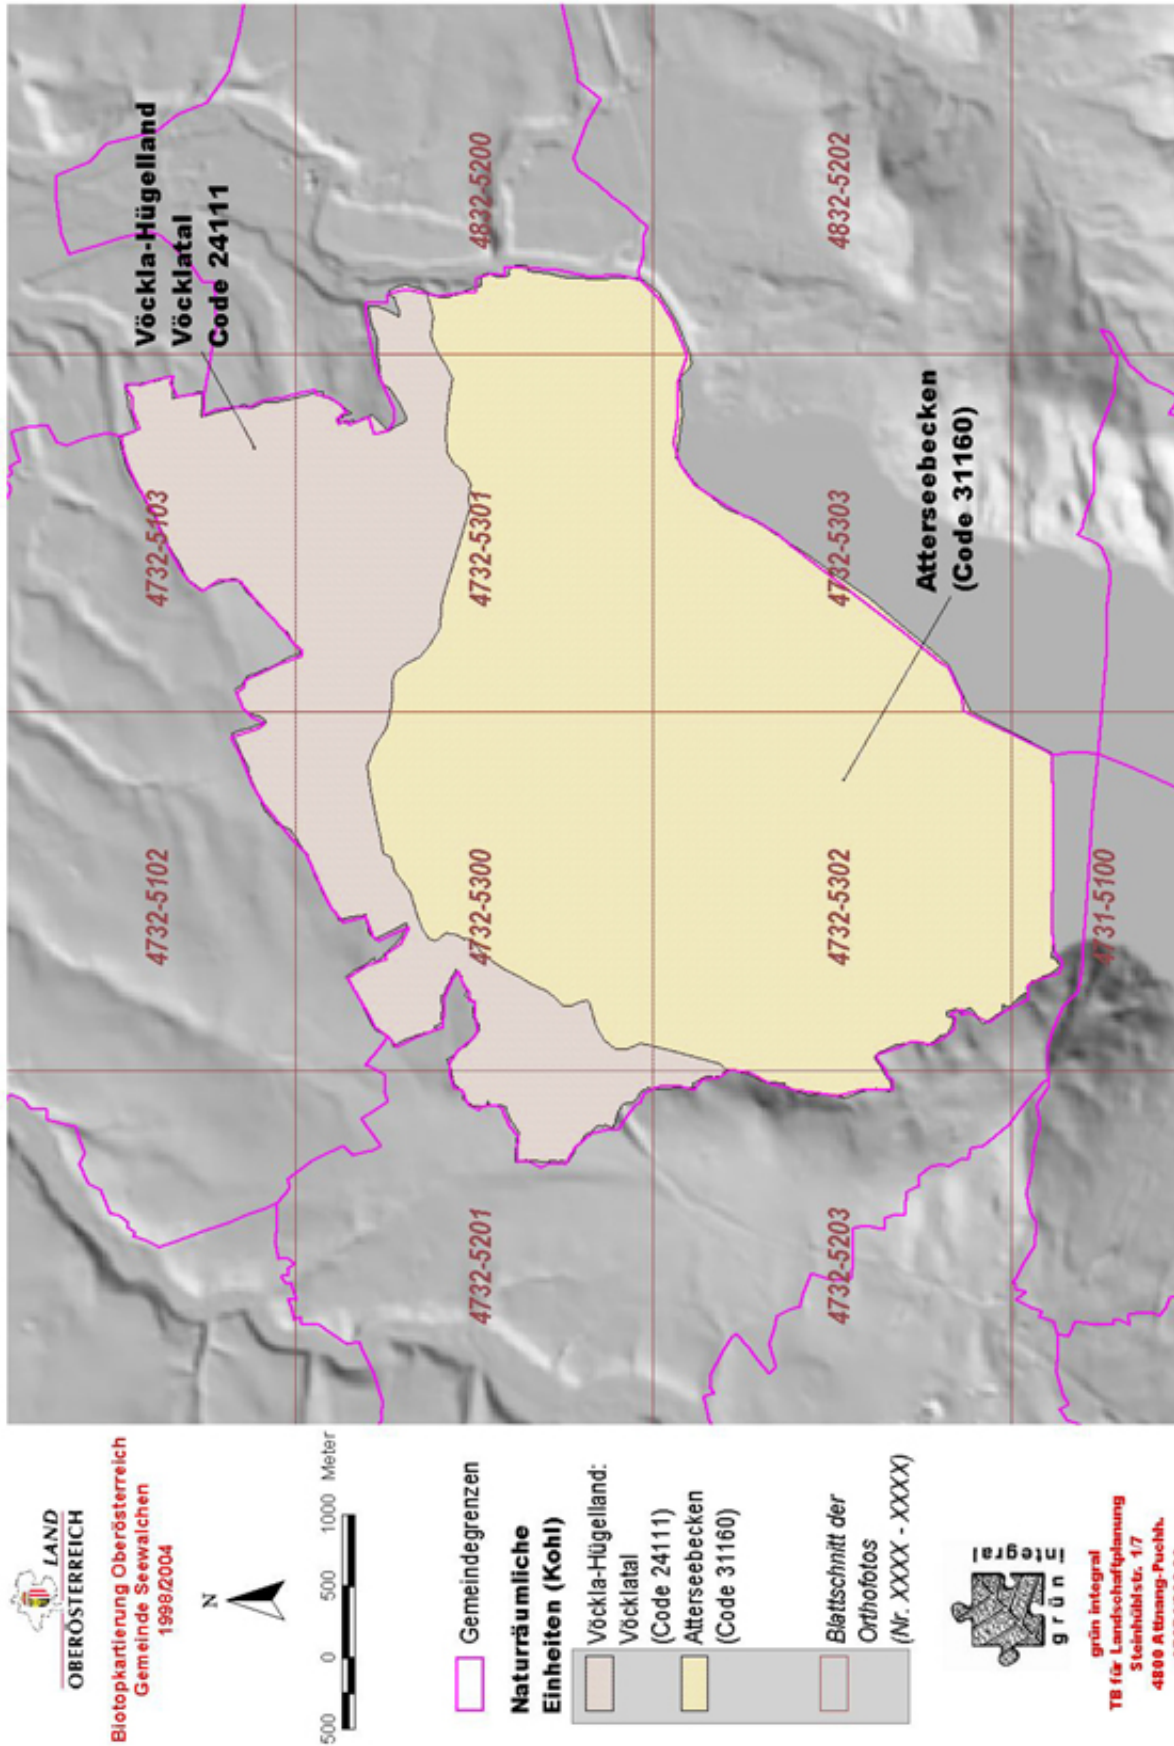 LAND
OBERÖSTERREICH
Biotopkartierung Oberösterreich
Gemeinde Seewalchen
1998/2004
N
500 0 500 1000 Meter
Gemeindegrenzen
Naturräumliche
Einheiten (Kohl)
Vöckla-Hügelland:
Vöcklatal
(Code 24111)
Atterseebecken
(Code 31160)
Blattschnitt der
Orthofotos
(Nr. XXXX - XXXX)
grün
integral
grün integral
TB für Landschaftplanung
Steinhüblstr. 1/7
4800 Attnang-Puchh.
4732-5102
4732-5103
Vöckla-Hügelland
Vöcklatal
Code 24111
4732-5201
4732-5300
4732-5301
4832-5200
4732-5203
4732-5302
4732-5303
4832-5202
Atterseebecken
(Code 31160)
4731-5100